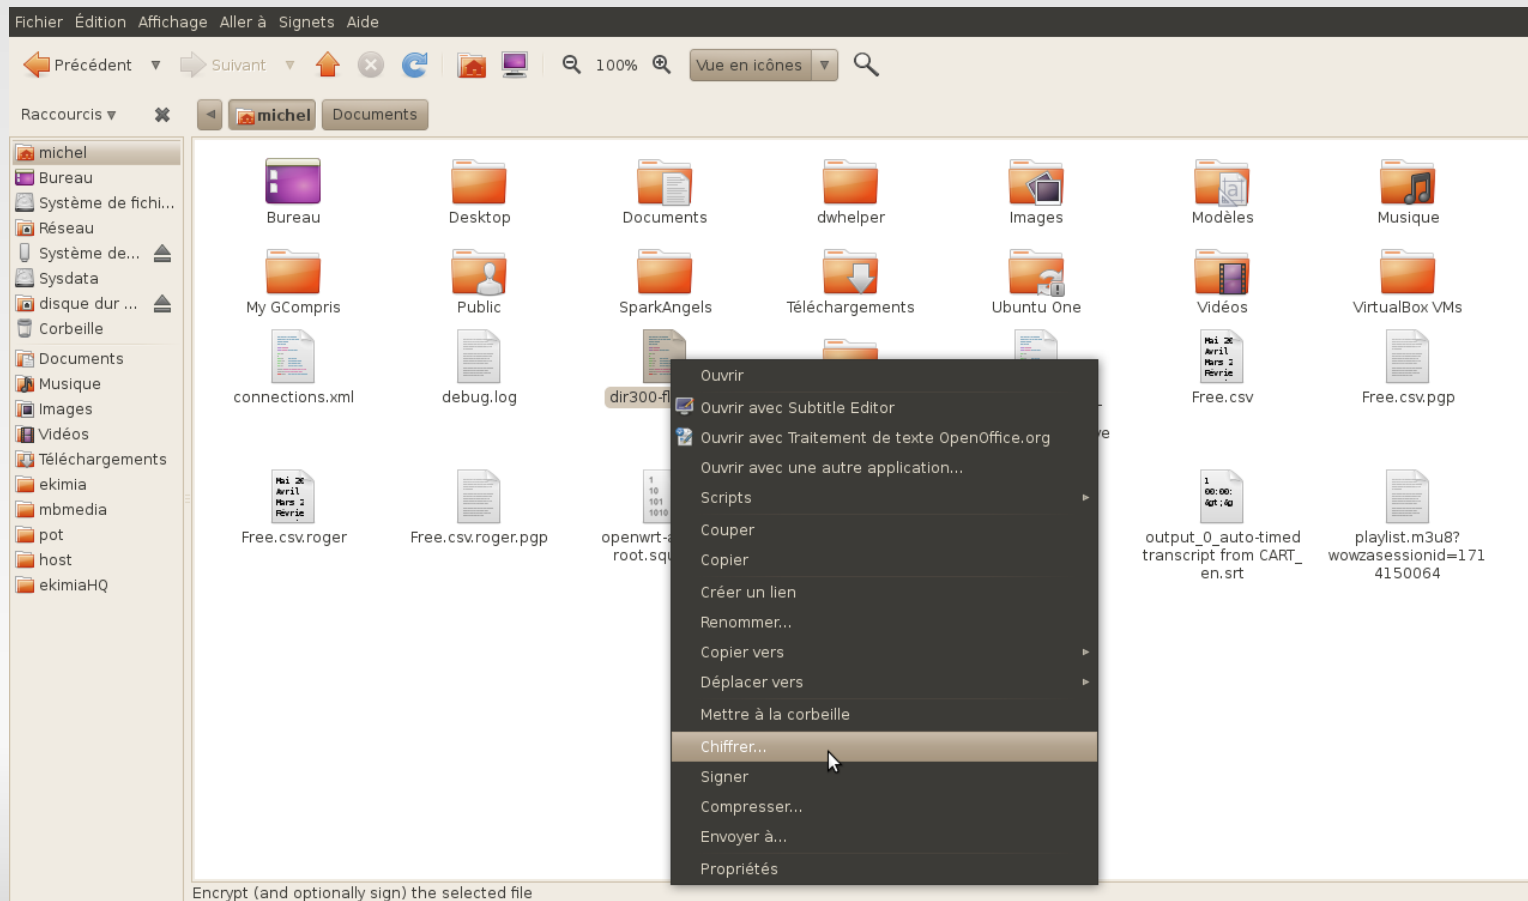 Fichier Édition Affichage Aller à Signets Aide
Précédent Suivant 100% Vue en icônes
Raccourcis michel Documents
michel
Bureau
Système de fichi...
Réseau
Système de...
Sysdata
disque dur ...
Corbeille
Documents
Musique
Images
Vidéos
Téléchargements
ekimia
mbmedia
pot
host
ekimiaHQ
Bureau Desktop Documents dwhelper Images Modèles Musique
My GCompris Public SparkAngels Téléchargements Ubuntu One Vidéos VirtualBox VMs
connections.xml debug.log Free.csv Free.csv.pgp
Free.csv.roger Free.csv.roger.pgp
output_0_auto-timed
transcript from CART_
en.srt
playlist.m3u8?
wowzasessionid=171
4150064
Ouvrir
Ouvrir avec Subtitle Editor
Ouvrir avec Traitement de texte OpenOffice.org
Ouvrir avec une autre application...
Scripts
Couper
Copier
Créer un lien
Renommer...
Copier vers
Déplacer vers
Mettre à la corbeille
Chiffrer...
Signer
Compresser...
Envoyer à...
Propriétés
Encrypt (and optionally sign) the selected file